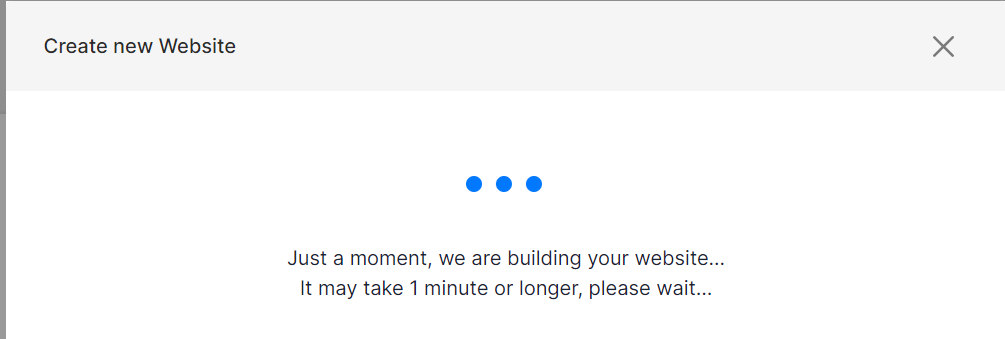 Create new Website
Just a moment, we are building your website...
It may take 1 minute or longer, please wait...